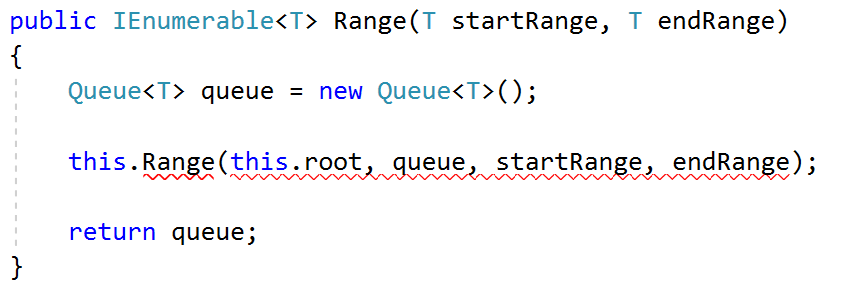 public IEnumerable<T> Range(T startRange, T endRange)
{
Queue<T> queue = new Queue<T>();
this.Range(this.root, queue, startRange, endRange);
return queue;
}